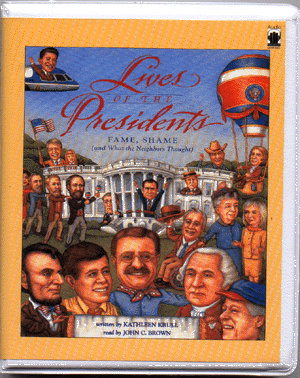 Audio
Lives
OF THE
Presidents
FAME, SHAME
(and What the Neighbors Thought)
written by KATHLEEN KRULL
read by JOHN C. BROWN